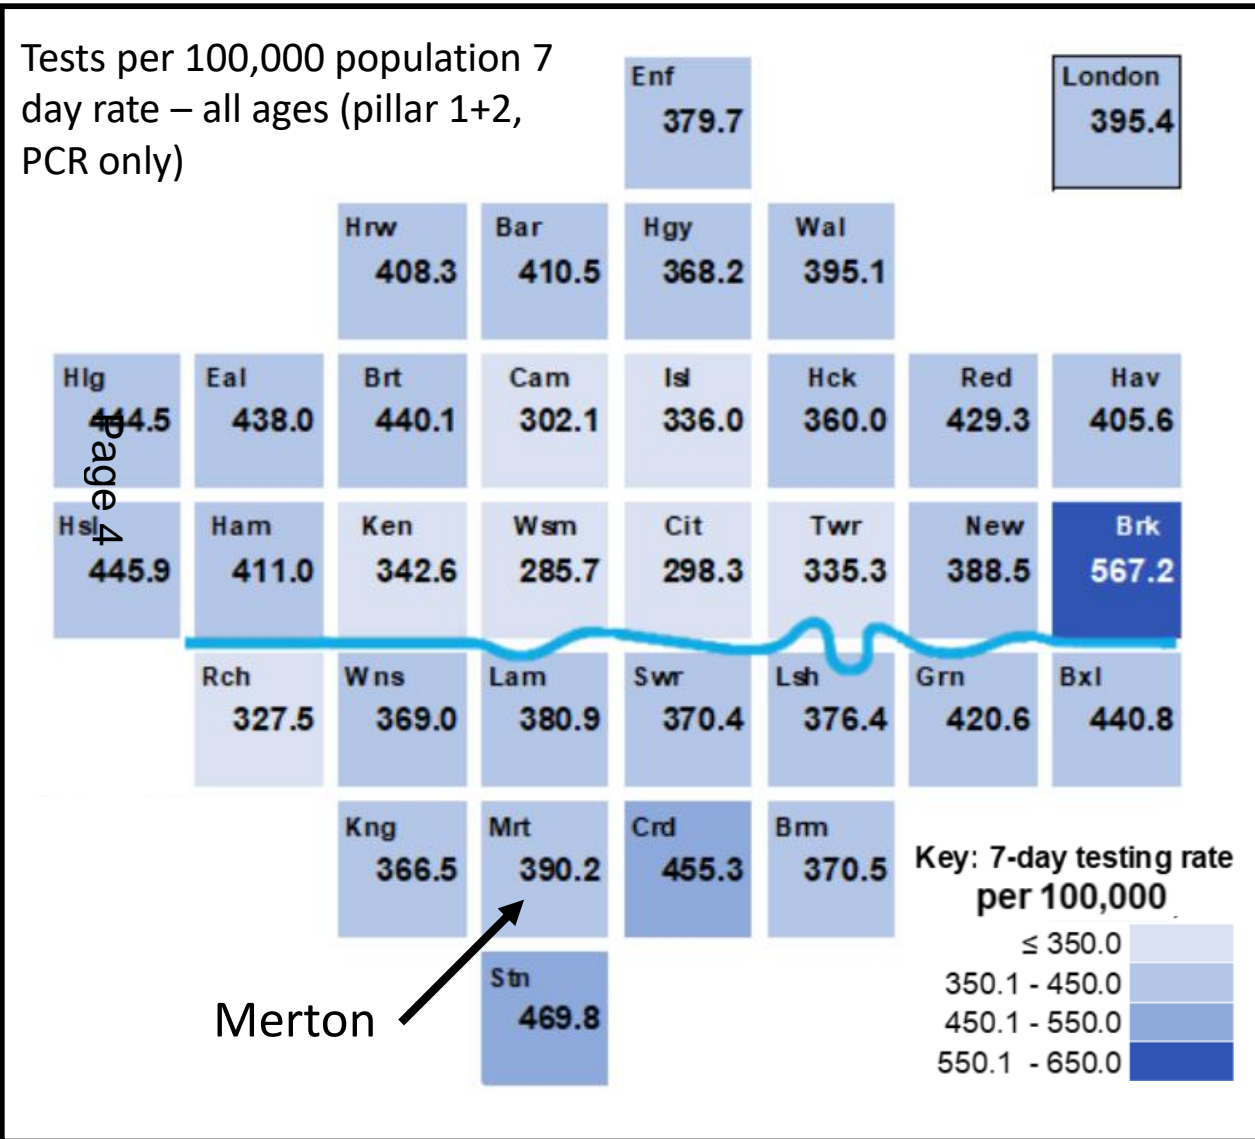 Tests per 100,000 population 7
day rate – all ages (pillar 1+2,
PCR only)
Enf
379.7
London
395.4
Hrw
408.3
Bar
410.5
Hgy
368.2
Wal
395.1
Hlg
444.5
Eal
438.0
Brt
440.1
Cam
302.1
Isl
336.0
Hck
360.0
Red
429.3
Hav
405.6
Page 4
Hsl
445.9
Ham
411.0
Ken
342.6
Wsm
285.7
Cit
298.3
Twr
335.3
New
388.5
Brk
567.2
Rch
327.5
Wns
369.0
Lam
380.9
Swr
370.4
Lsh
376.4
Grn
420.6
Bxl
440.8
Kng
366.5
Mrt
390.2
Crd
455.3
Brm
370.5
Stn
469.8
Merton
Key: 7-day testing rate
per 100,000
≤ 350.0
350.1 - 450.0
450.1 - 550.0
550.1 - 650.0